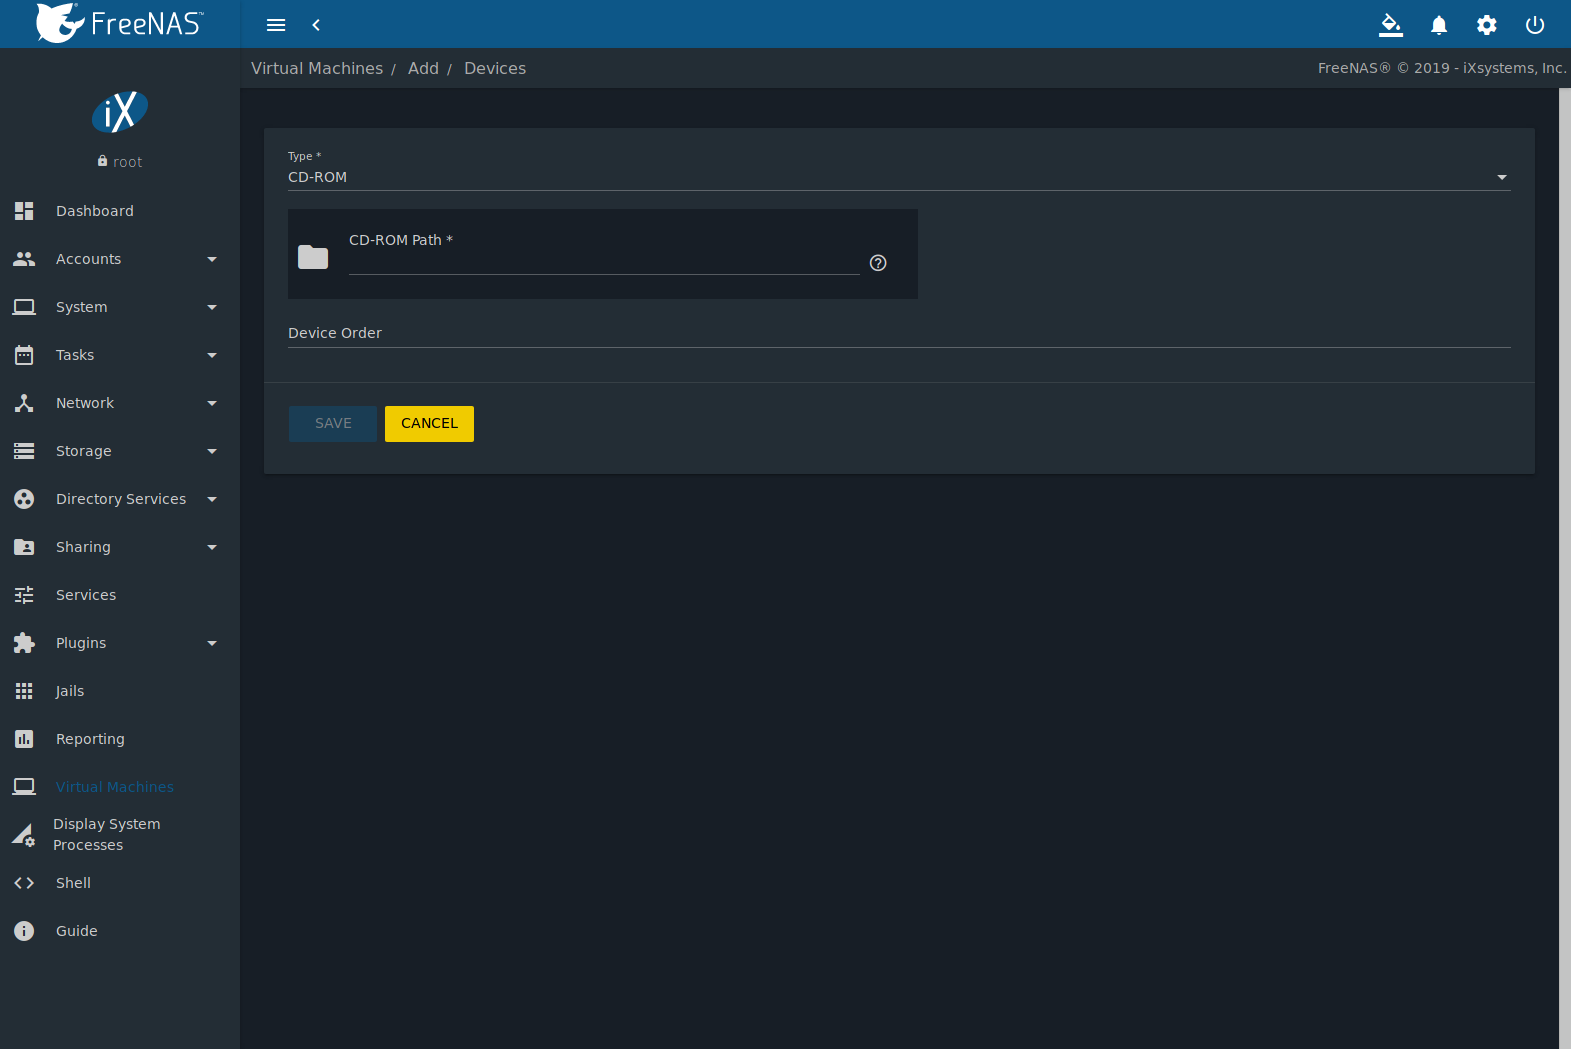 FreeNAS™
Virtual Machines / Add / Devices
FreeNAS® © 2019 - iXsystems, Inc.
iX
root
Dashboard
Accounts
System
Tasks
Network
Storage
Directory Services
Sharing
Services
Plugins
Jails
Reporting
Virtual Machines
Display System
Processes
Shell
Guide
Type *
CD-ROM
CD-ROM Path *
Device Order
SAVE CANCEL